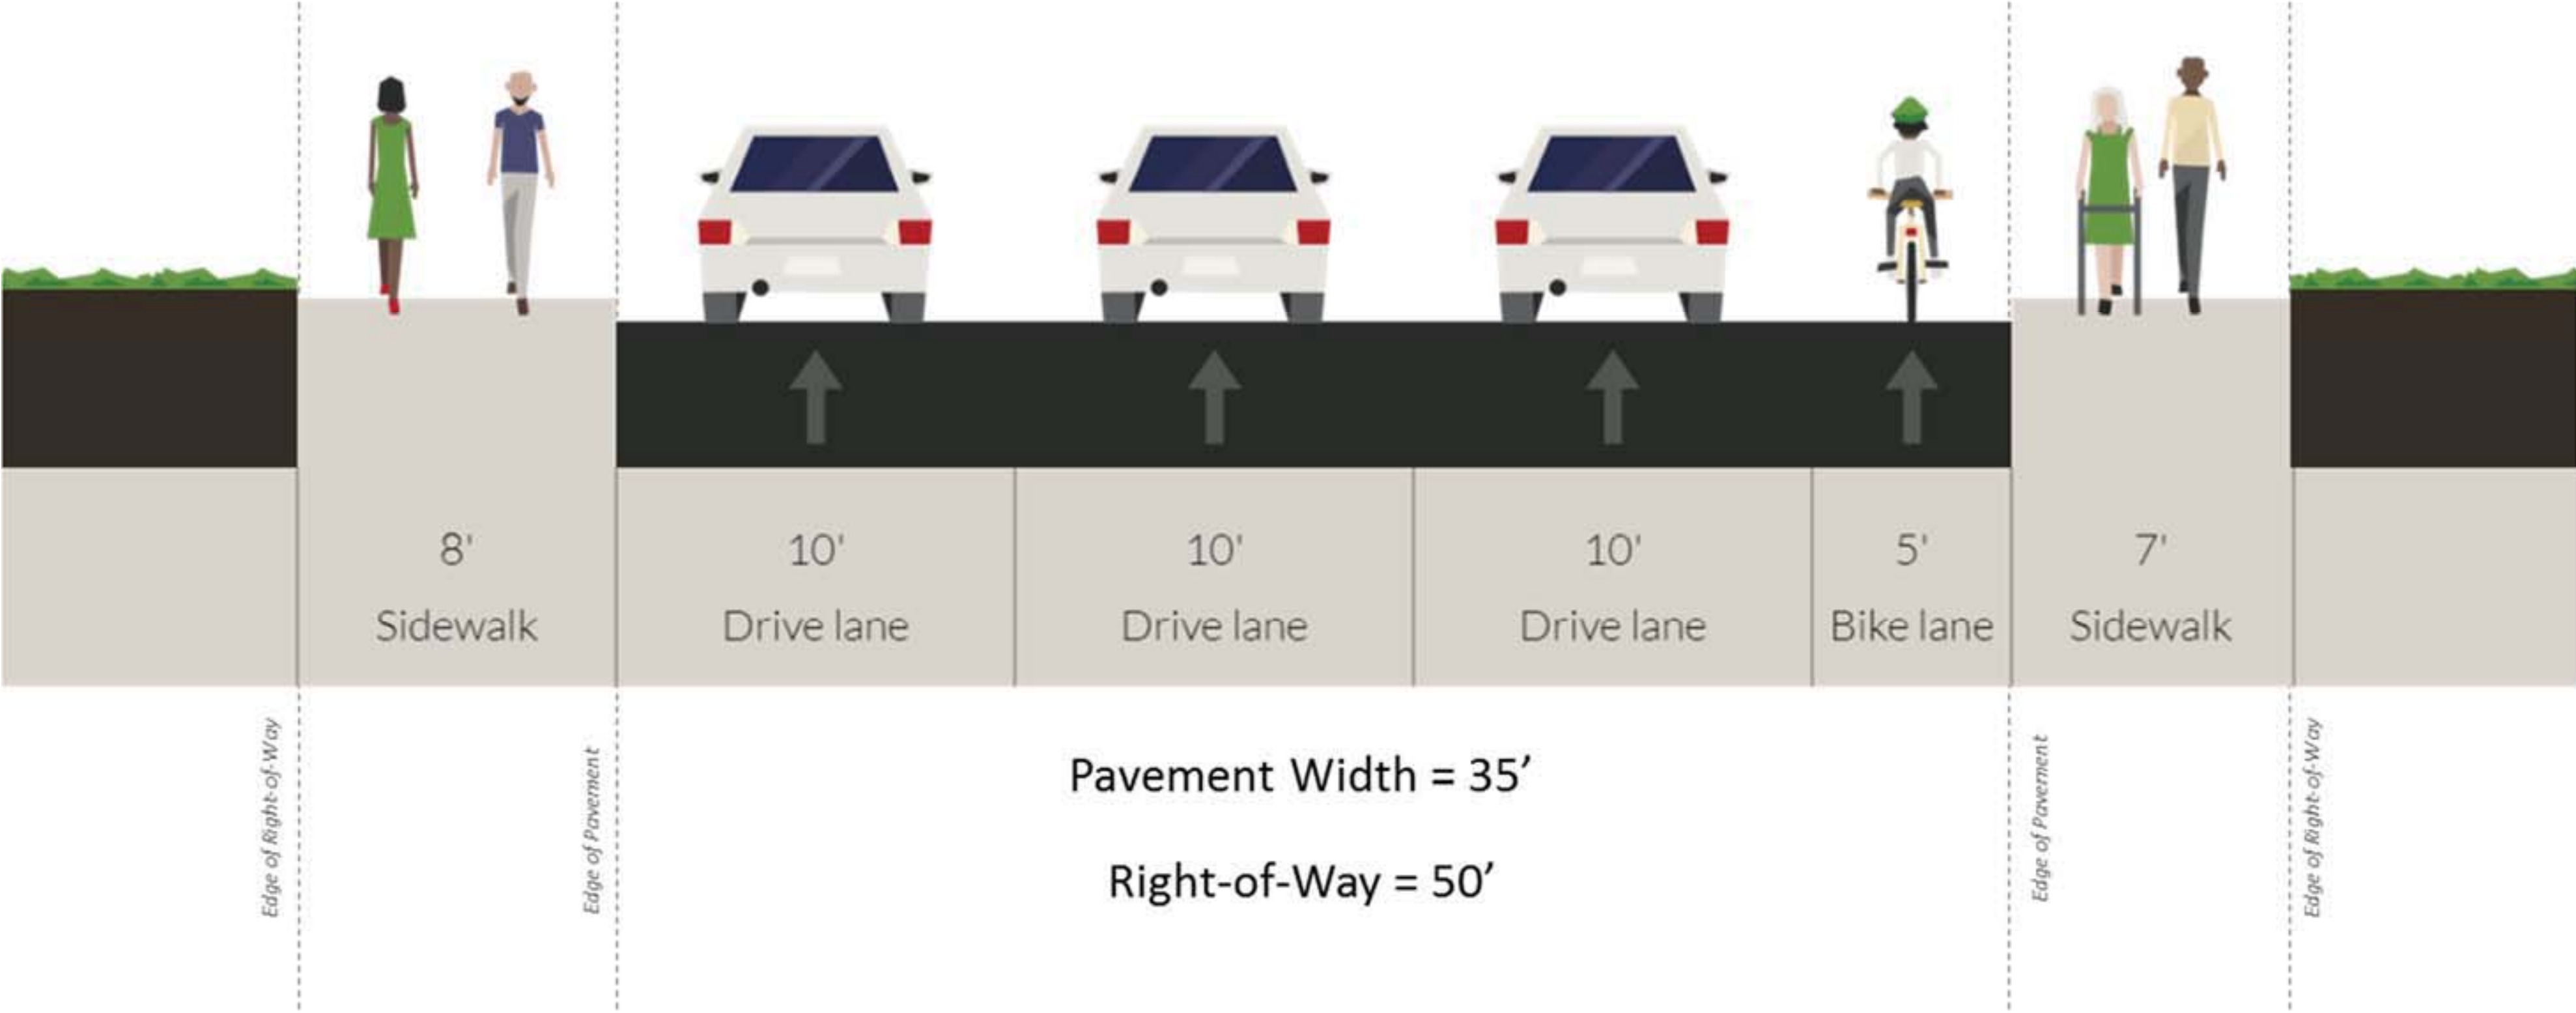 8'
Sidewalk
10'
Drive lane
10'
Drive lane
10'
Drive lane
5'
Bike lane
7'
Sidewalk
Edge of Right-of-Way
Edge of Pavement
Pavement Width = 35’
Right-of-Way = 50’
Edge of Pavement
Edge of Right-of-Way